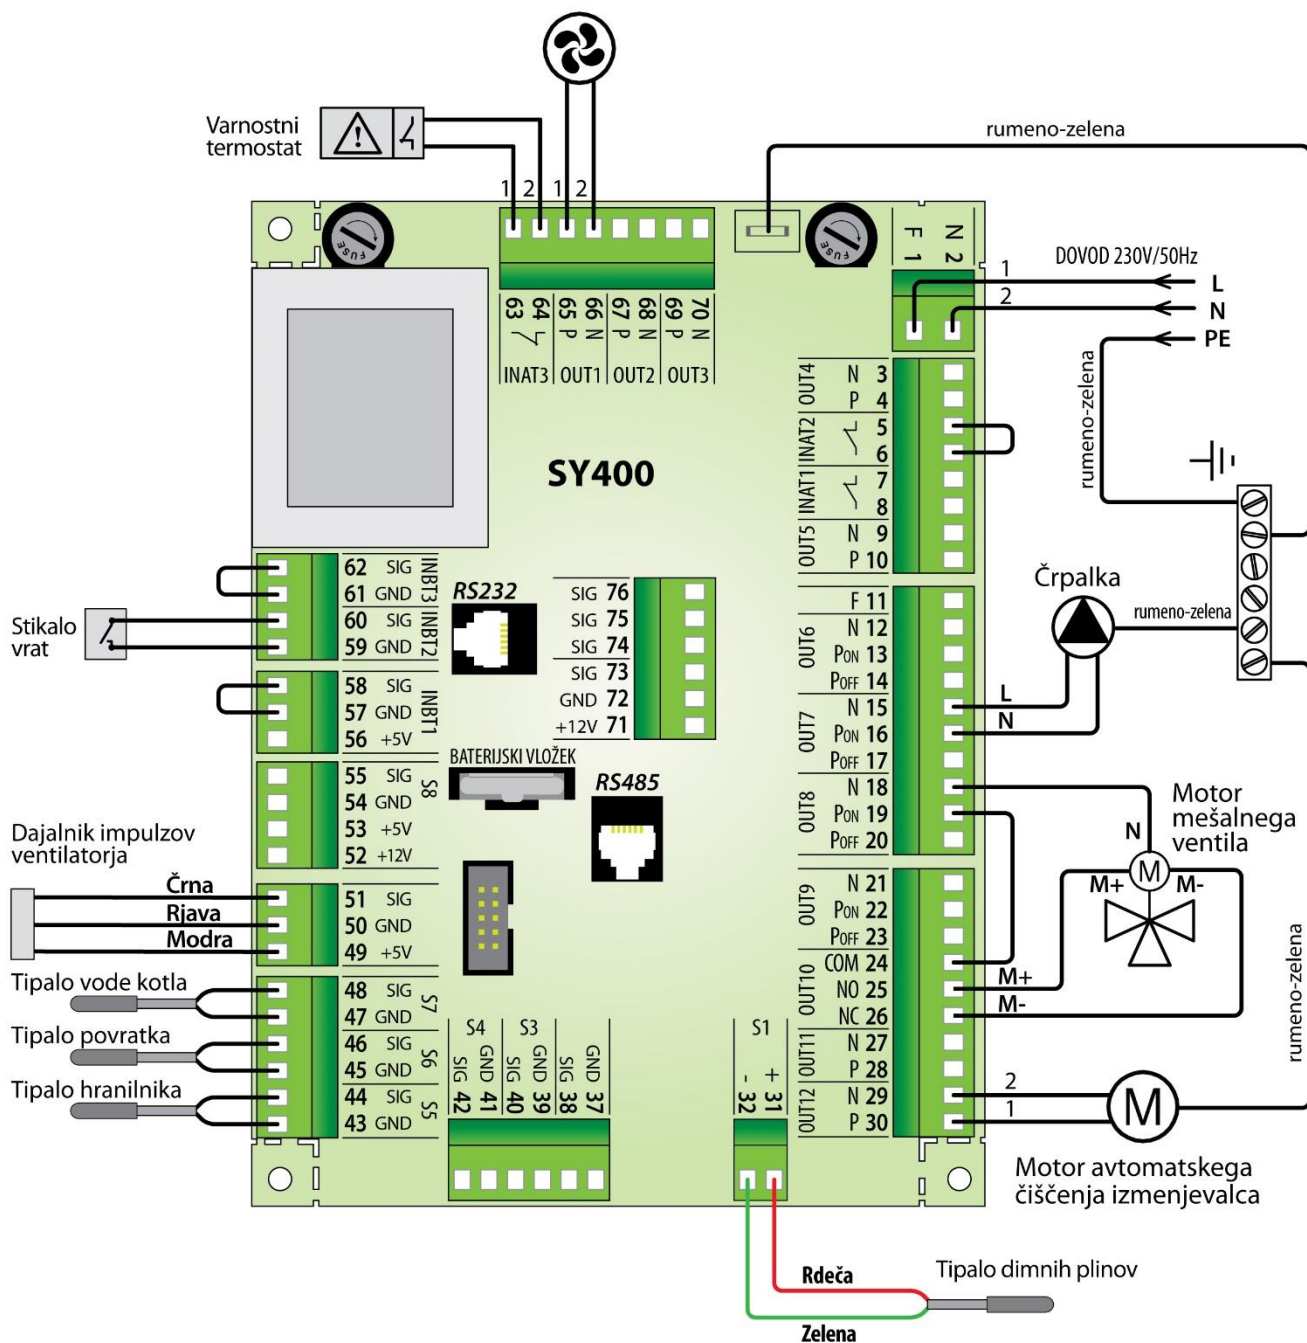 Varnostni
termostat
rumeno-zelena
1 2 1 2
FUSE
FUSE
F 1
N 2
DOVOD 230V/50Hz
1
L
2
N
PE
63
64
65 P
66 N
67 P
68 N
69 P
70 N
INAT3
OUT1
OUT2
OUT3
SY400
OUT4
N 3
P 4
INAT2
5
6
INAT1
7
8
OUT5
N 9
P 10
rumeno-zelena
rumeno-zelena
F 11
OUT6
N 12
PON 13
POFF 14
OUT7
N 15
PON 16
POFF 17
OUT8
N 18
PON 19
POFF 20
OUT9
N 21
PON 22
POFF 23
OUT10
COM 24
NO 25
NC 26
OUT11
N 27
P 28
OUT12
N 29
P 30
Črpalka
rumeno-zelena
L
N
Motor
mešalnega
ventila
N
M
M+
M-
M+
M-
rumeno-zelena
2
1
M
Motor avtomatskega
čiščenja izmenjevalca
62 SIG
61 GND
INBT3
60 SIG
59 GND
INBT2
58 SIG
57 GND
56 +5V
INBT1
55 SIG
54 GND
53 +5V
52 +12V
S8
51 SIG
50 GND
49 +5V
48 SIG
47 GND
S7
46 SIG
45 GND
S6
44 SIG
43 GND
S5
Stikalo
vrat
Dajalnik impulzov
ventilatorja
Črna
Rjava
Modra
Tipalo vode kotla
Tipalo povratka
Tipalo hranilnika
RS232
SIG 76
SIG 75
SIG 74
SIG 73
GND 72
+12V 71
BATERIJSKI VLOŽEK
RS485
S4
S3
SIG 42
GND 41
SIG 40
GND 39
SIG 38
GND 37
S1
- 32
+ 31
Rdeča
Zelena
Tipalo dimnih plinov